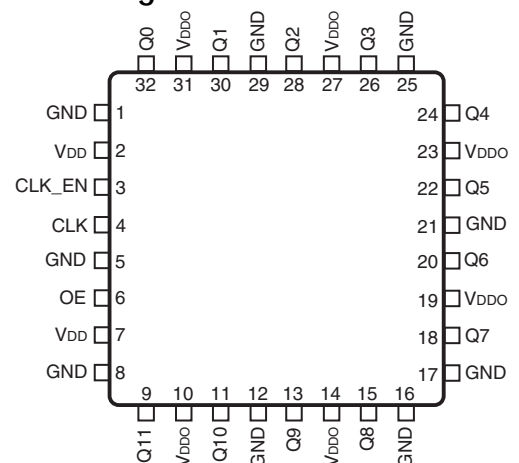 Q0 VDDO Q1 GND Q2 VDDO Q3 GND
32 31 30 29 28 27 26 25
GND 1 24 Q4
VDD 2 23 VDDO
CLK_EN 3 22 Q5
CLK 4 21 GND
GND 5 20 Q6
OE 6 19 VDDO
VDD 7 18 Q7
GND 8 17 GND
9 10 11 12 13 14 15 16
Q11 VDDO Q10 GND Q9 VDDO Q8 GND